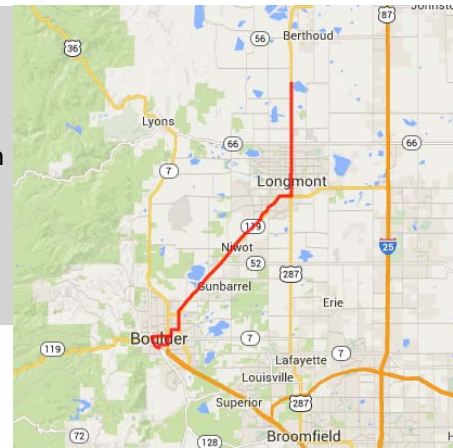 87
36
56
Berthoud
Lyons
66
66
7
Longmont
119
Niwot
52
25
287
Gunbarrel
Erie
119
Boulder
7
Lafayette
7
Louisville
Superior
287
72
128
Broomfield